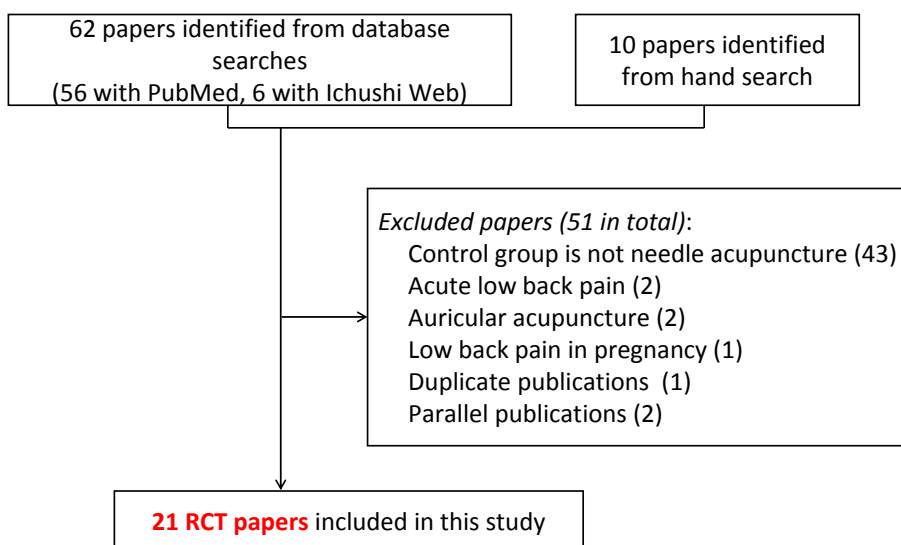 62 papers identified from database
searches
(56 with PubMed, 6 with Ichushi Web)
10 papers identified
from hand search
Excluded papers (51 in total):
Control group is not needle acupuncture (43)
Acute low back pain (2)
Auricular acupuncture (2)
Low back pain in pregnancy (1)
Duplicate publications (1)
Parallel publications (2)
21 RCT papers included in this study